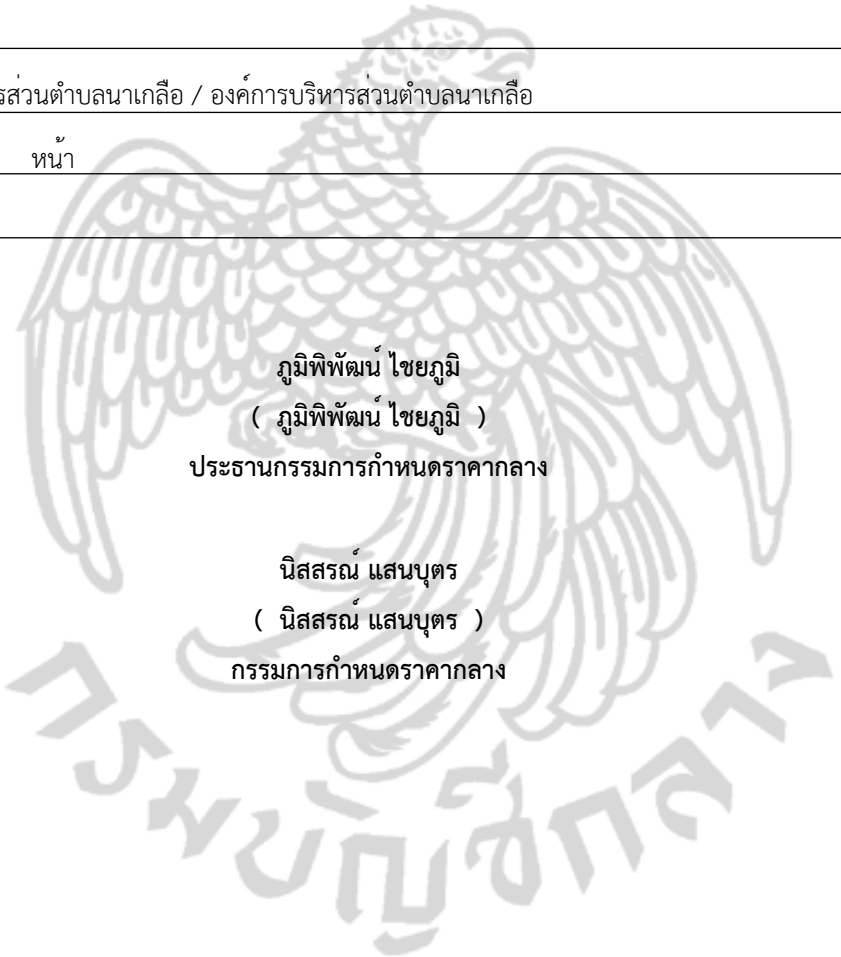 รส่วนตำบลนาเกลือ / องค์การบริหารส่วนตำบลนาเกลือ
หน้า
ภูมิพิพัฒน์ ไชยภูมิ
( ภูมิพิพัฒน์ ไชยภูมิ )
ประธานกรรมการกำหนดราคากลาง
นิสสรณ์ แสนบุตร
( นิสสรณ์ แสนบุตร )
กรรมการกำหนดราคากลาง
กรมบัญชีกลาง